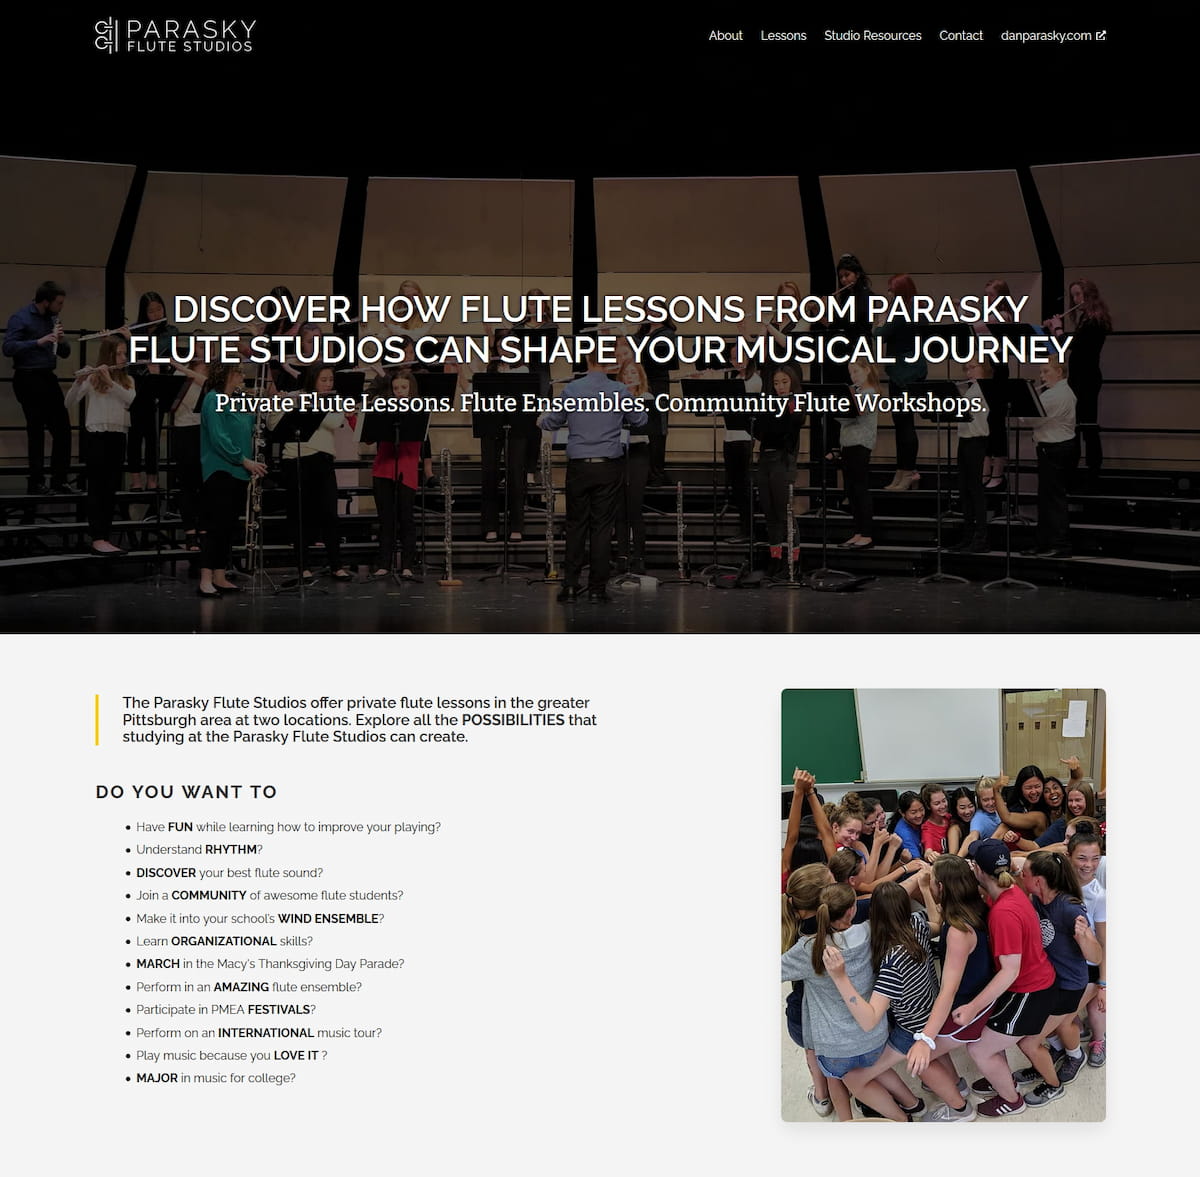 PARASKY
FLUTE STUDIOS
About Lessons Studio Resources Contact danparasky.com
DISCOVER HOW FLUTE LESSONS FROM PARASKY
FLUTE STUDIOS CAN SHAPE YOUR MUSICAL JOURNEY
Private Flute Lessons. Flute Ensembles. Community Flute Workshops.
The Parasky Flute Studios offer private flute lessons in the greater
Pittsburgh area at two locations. Explore all the POSSIBILITIES that
studying at the Parasky Flute Studios can create.
DO YOU WANT TO
• Have FUN while learning how to improve your playing?
• Understand RHYTHM?
• DISCOVER your best flute sound?
• Join a COMMUNITY of awesome flute students?
• Make it into your school's WIND ENSEMBLE?
• Learn ORGANIZATIONAL skills?
• MARCH in the Macy's Thanksgiving Day Parade?
• Perform in an AMAZING flute ensemble?
• Participate in PMEA FESTIVALS?
• Perform on an INTERNATIONAL music tour?
• Play music because you LOVE IT ?
• MAJOR in music for college?